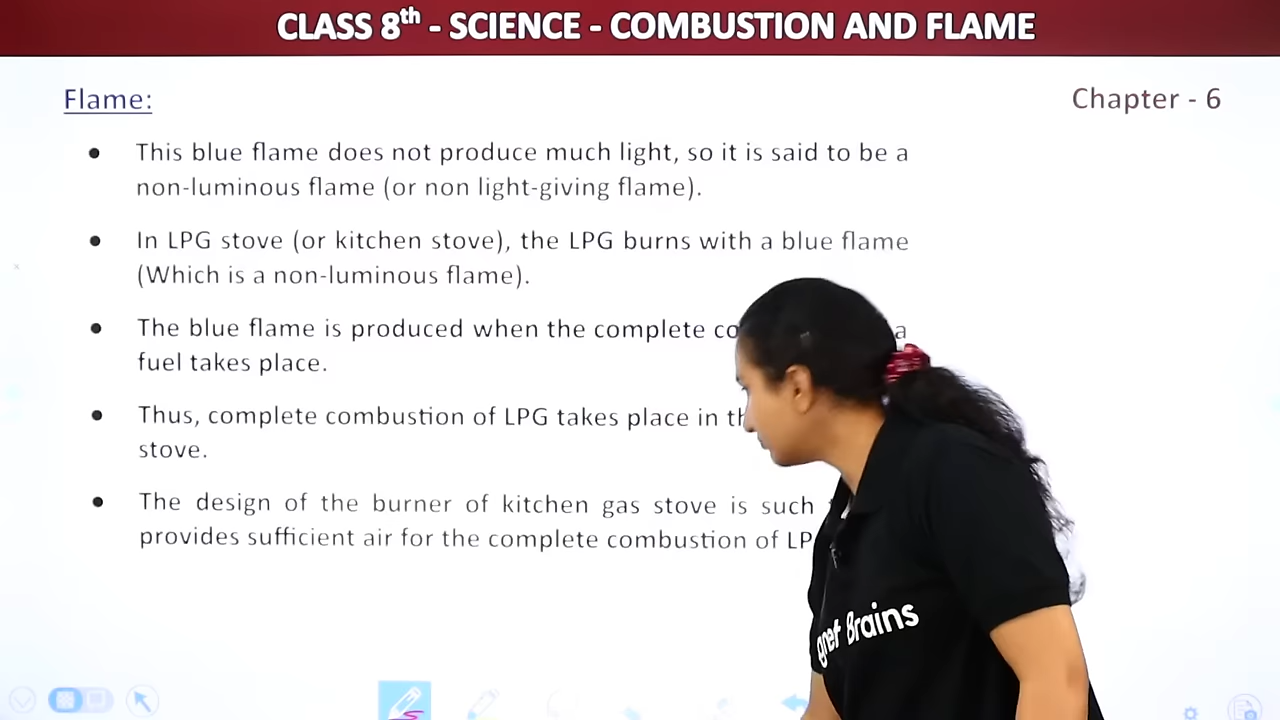 CLASS 8th - SCIENCE - COMBUSTION AND FLAME
Flame:
Chapter - 6
● This blue flame does not produce much light, so it is said to be a
non-luminous flame (or non light-giving flame).
● In LPG stove (or kitchen stove), the LPG burns with a blue flame
(Which is a non-luminous flame).
● The blue flame is produced when the complete a
fuel takes place.
● Thus, complete combustion of LPG takes place in
stove.
● The design of the burner of kitchen gas stove is such
provides sufficient air for the complete combustion of
Brains